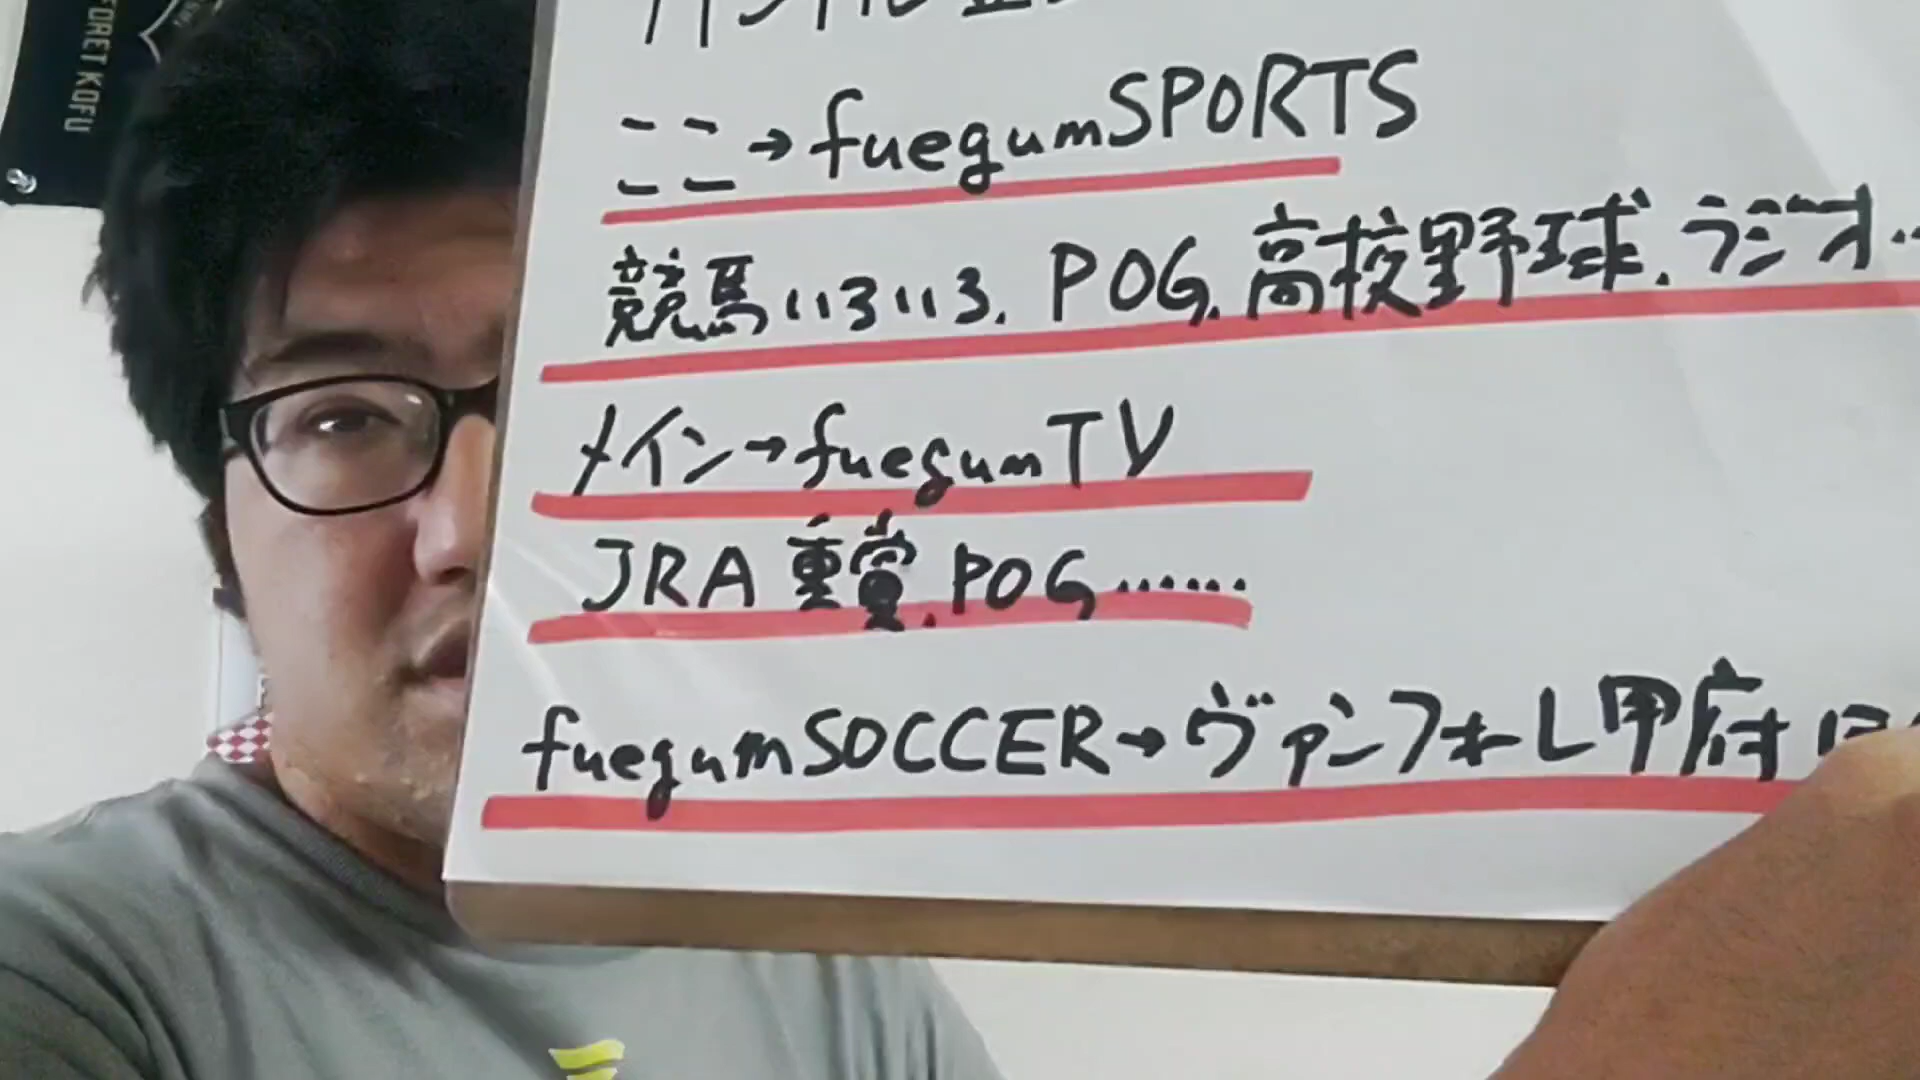 FORET KOFU
ここ→fuegumSPORTS
競馬いろいろ、POG、高校野球、ラジオ…
メイン→fuegumTV
JRA重賞、POG……
fuegumSOCCER→ヴァンフォーレ甲府